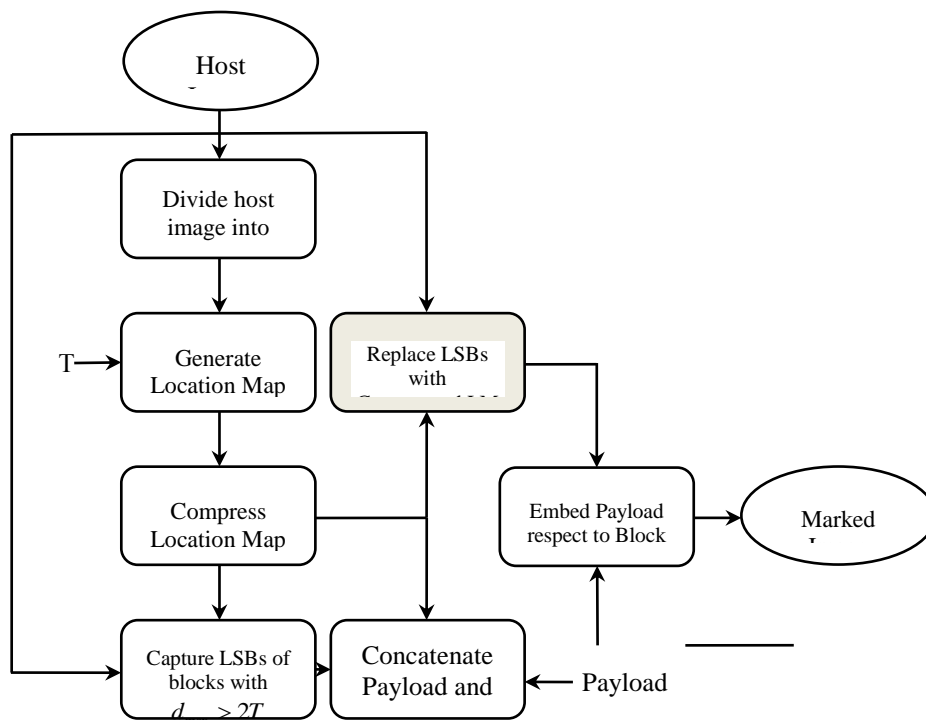 Host
Divide host
image into
T
Generate
Location Map
Replace LSBs
with
Compress
Location Map
Embed Payload
respect to Block
Marked
Capture LSBs of
blocks with
> 2T
Concatenate
Payload and
Payload